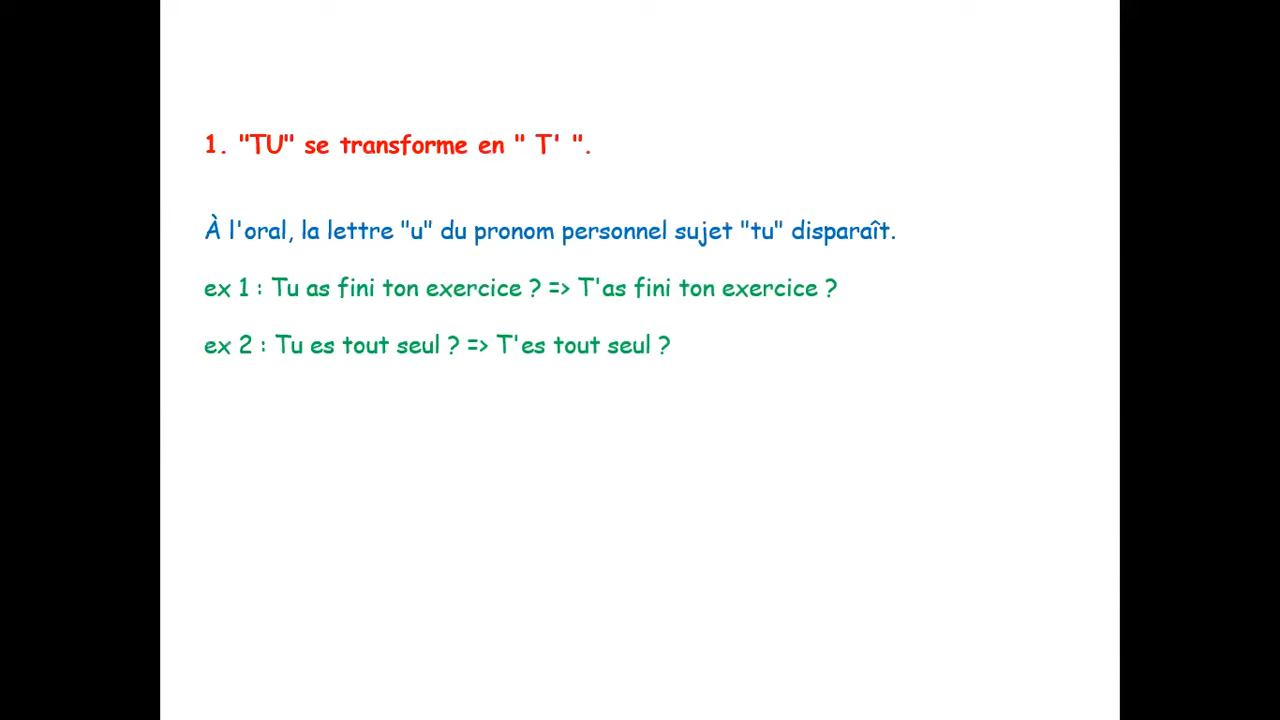 1. "TU" se transforme en " T' ".
À l'oral, la lettre "u" du pronom personnel sujet "tu" disparaît.
ex 1 : Tu as fini ton exercice ? => T'as fini ton exercice ?
ex 2 : Tu es tout seul ? => T'es tout seul ?